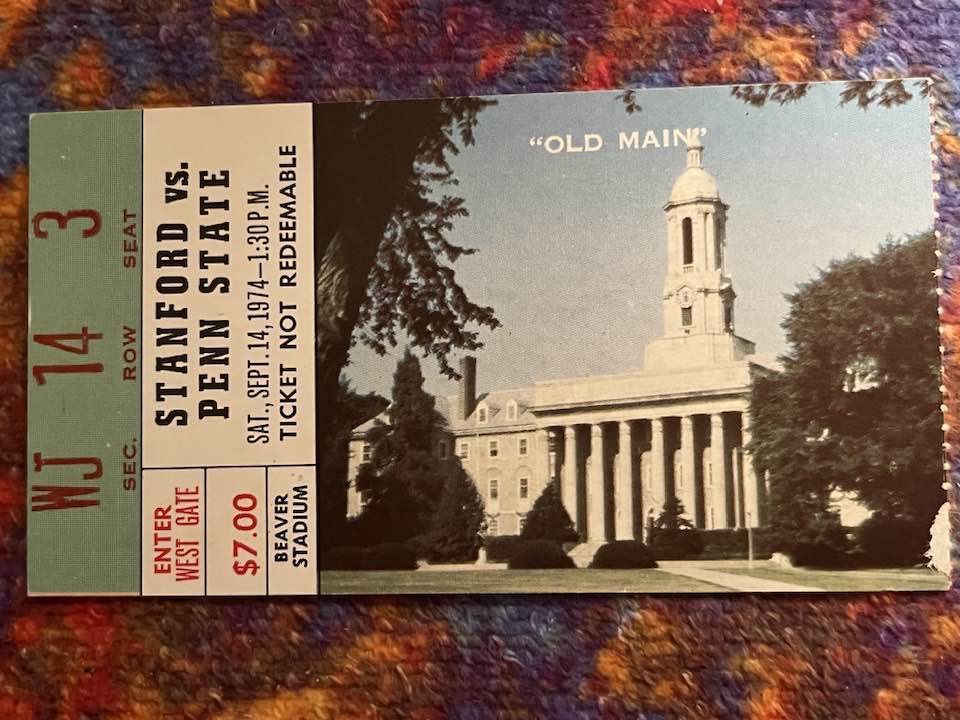 WJ 14 3
SEC. ROW SEAT
STANFORD vs.
PENN STATE
SAT., SEPT. 14, 1974—1:30 P.M.
TICKET NOT REDEEMABLE
ENTER
WEST GATE
$7.00
BEAVER
STADIUM
"OLD MAIN"